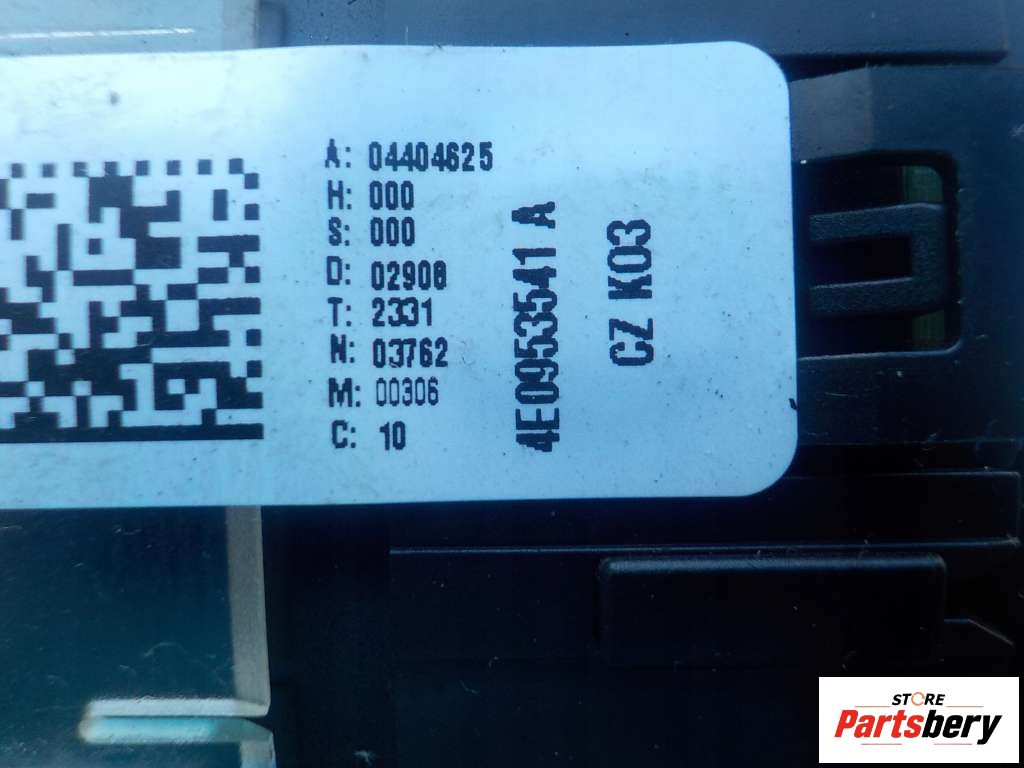 A: 04404625
H: 000
S: 000
D: 02908
T: 2331
N: 03762
M: 00306
C: 10
4E0953541 A
CZ K03
STORE
Partsbery